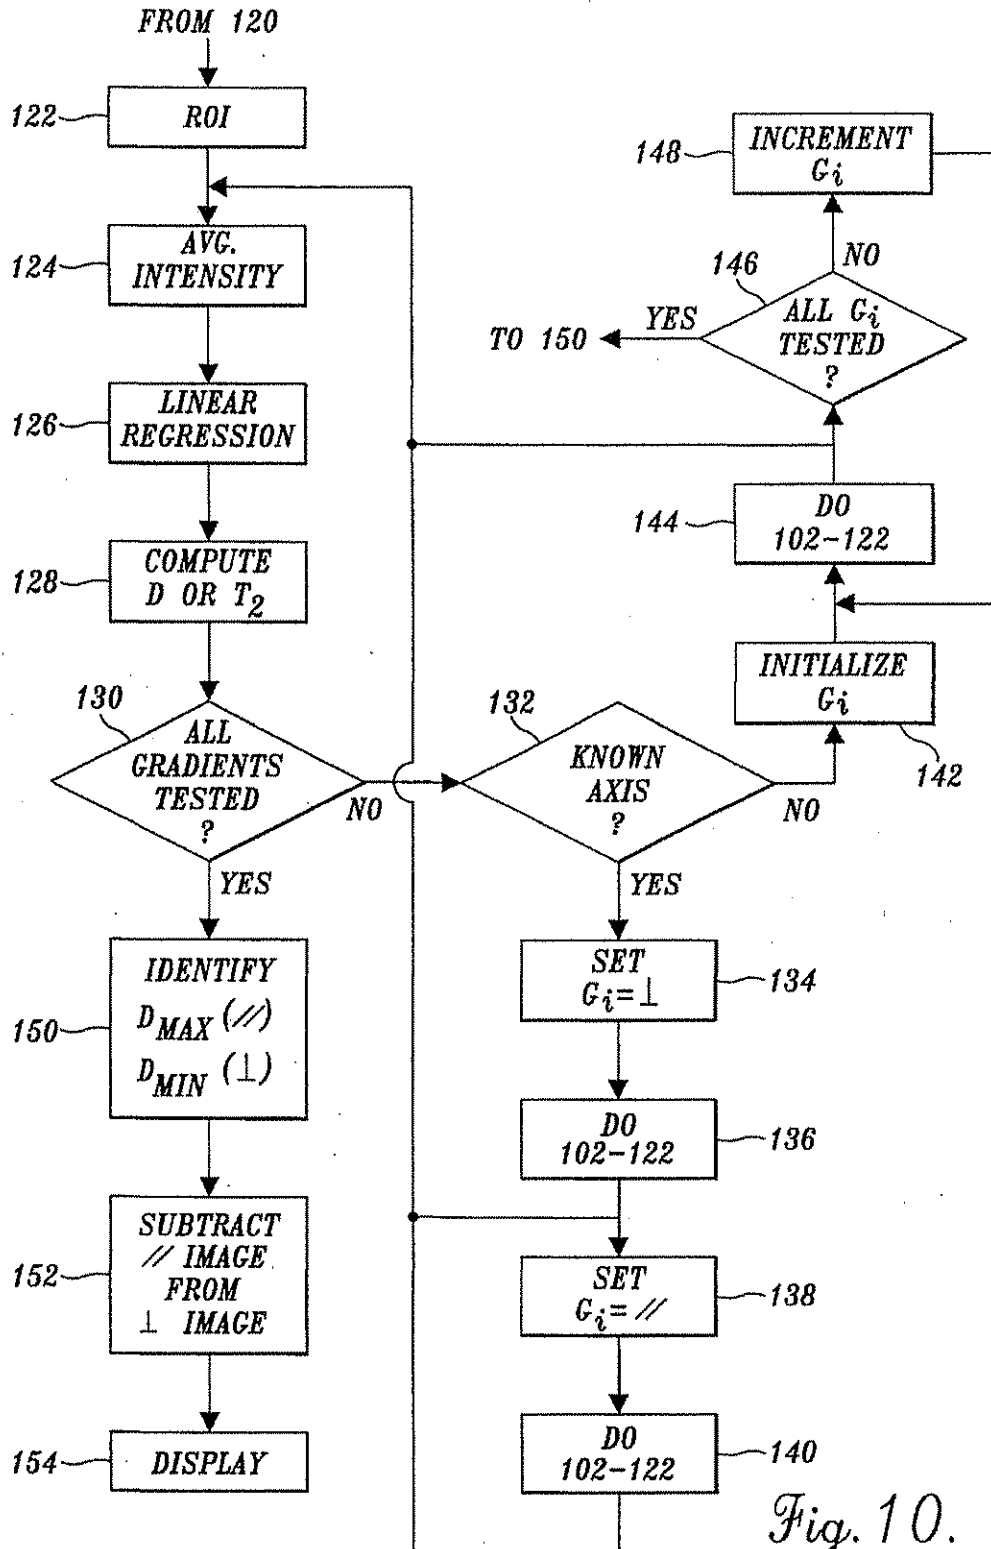 FROM 120
122
ROI
124
AVG.
INTENSITY
126
LINEAR
REGRESSION
128
COMPUTE
D OR T2
130
ALL
GRADIENTS
TESTED
?
NO
YES
150
IDENTIFY
DMAX (//)
DMIN (⊥)
152
SUBTRACT
// IMAGE
FROM
⊥ IMAGE
154
DISPLAY
132
KNOWN
AXIS
?
NO
YES
SET
Gi=⊥
134
DO
102-122
136
SET
Gi=//
138
DO
102-122
140
148
INCREMENT
Gi
NO
146
ALL Gi
TESTED
?
YES
TO 150
144
DO
102-122
INITIALIZE
Gi
142
Fig. 10.